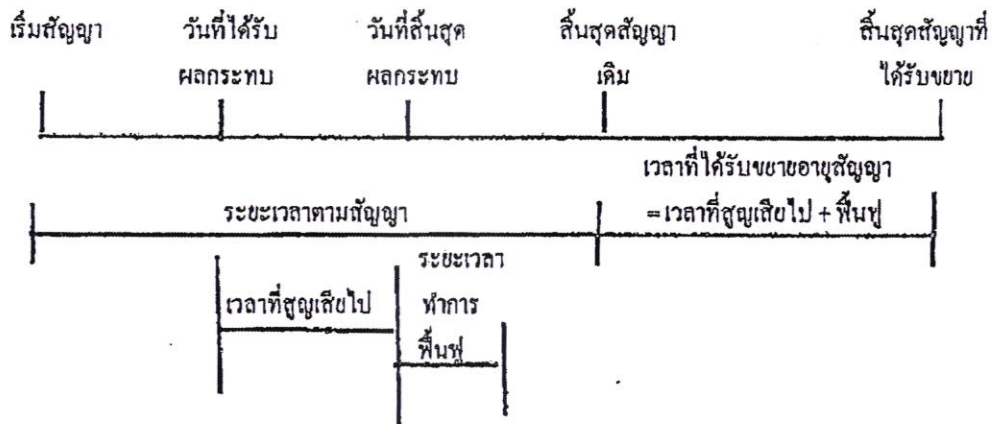 เริ่มสัญญา วันที่ได้รับ วันที่สิ้นสุด สิ้นสุดสัญญา สิ้นสุดสัญญาที่
ผลกระทบ ผลกระทบ เดิม ได้รับขยาย
เวลาที่ได้รับขยายอายุสัญญา
ระยะเวลาตามสัญญา =เวลาที่สูญเสียไป + ฟื้นฟู
ระยะเวลา
เวลาที่สูญเสียไป ทำการ
ฟื้นฟู